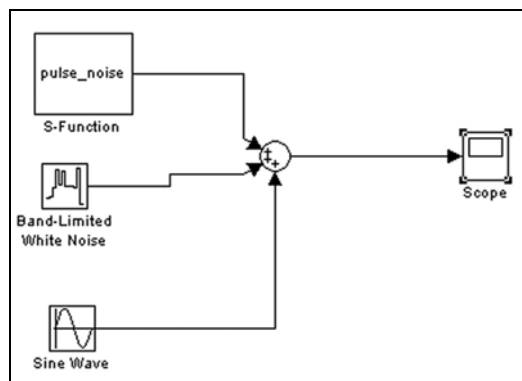 pulse_noise
S-Function
Band-Limited
White Noise
Sine Wave
+
+
+
Scope